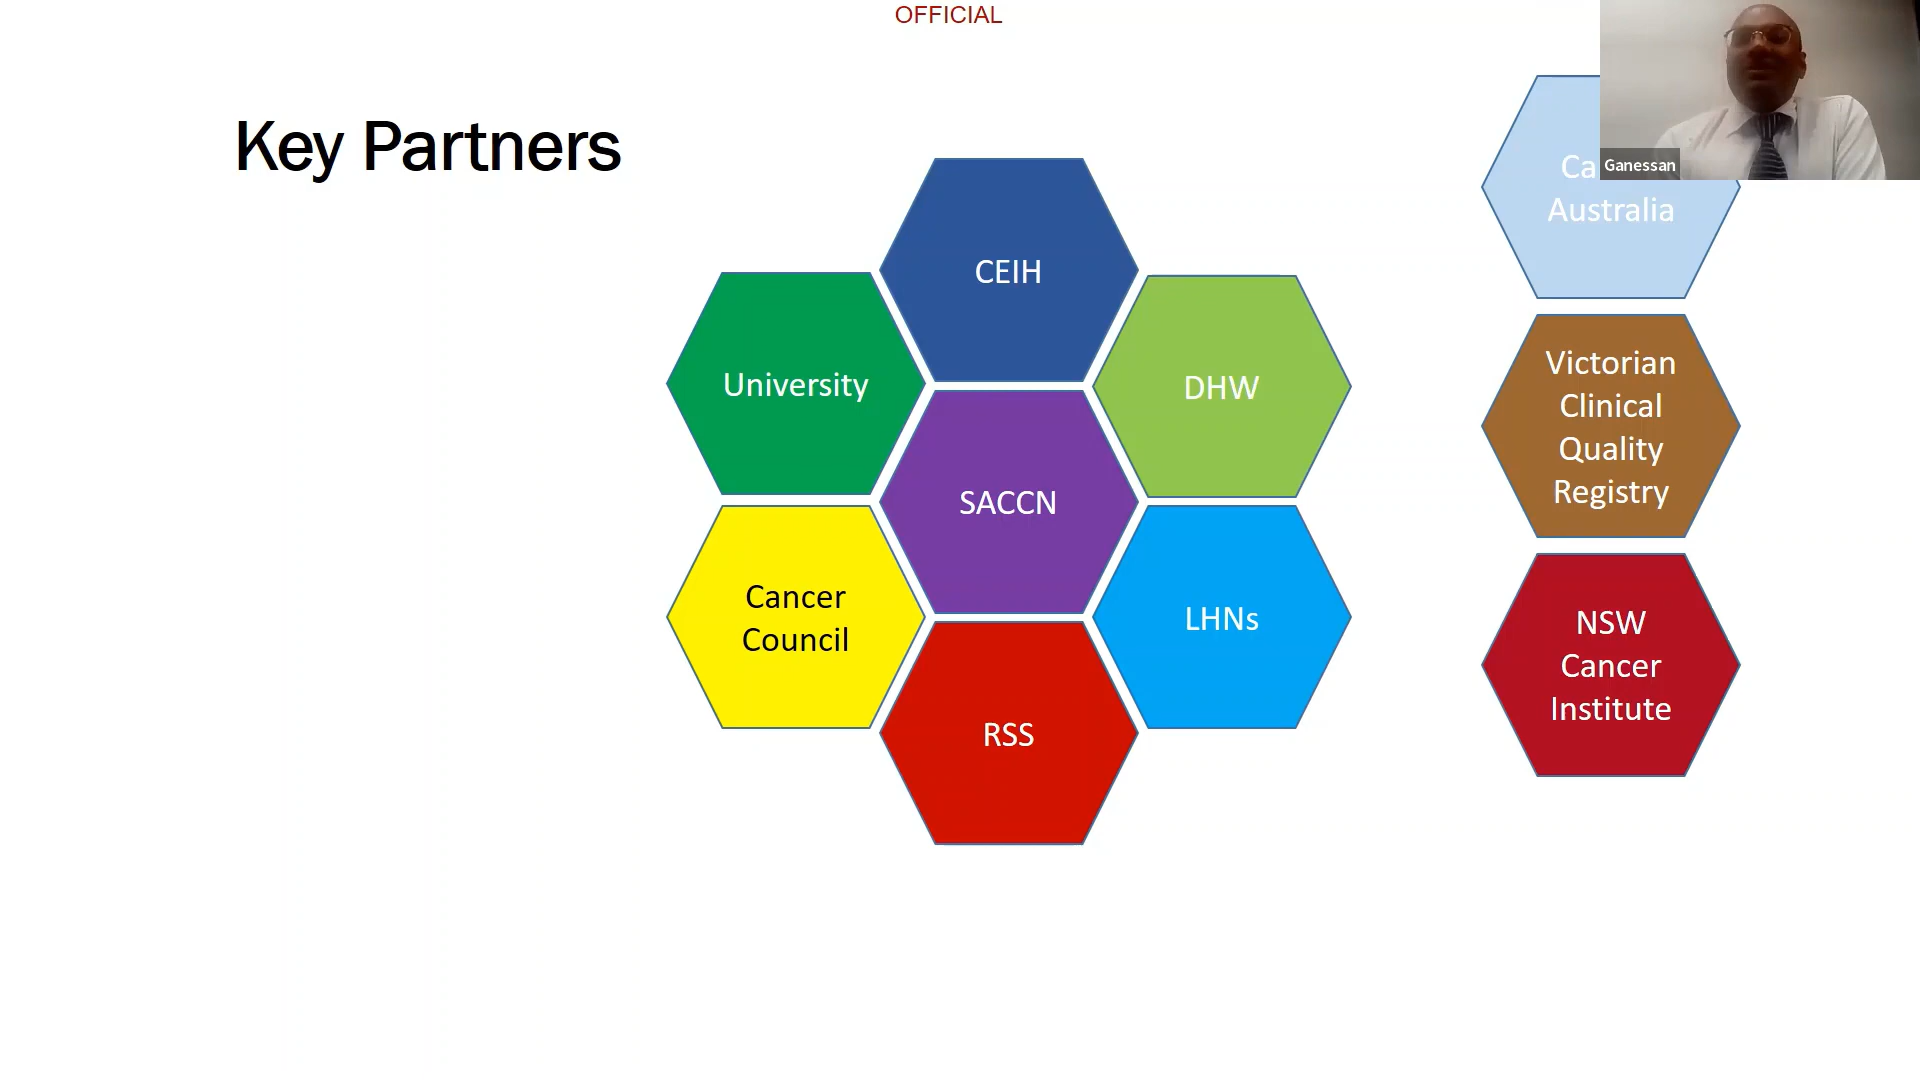 OFFICIAL
Key Partners
CEIH
University
DHW
SACCN
Cancer
Council
LHNs
RSS
Australia
Victorian
Clinical
Quality
Registry
NSW
Cancer
Institute
Ganessan